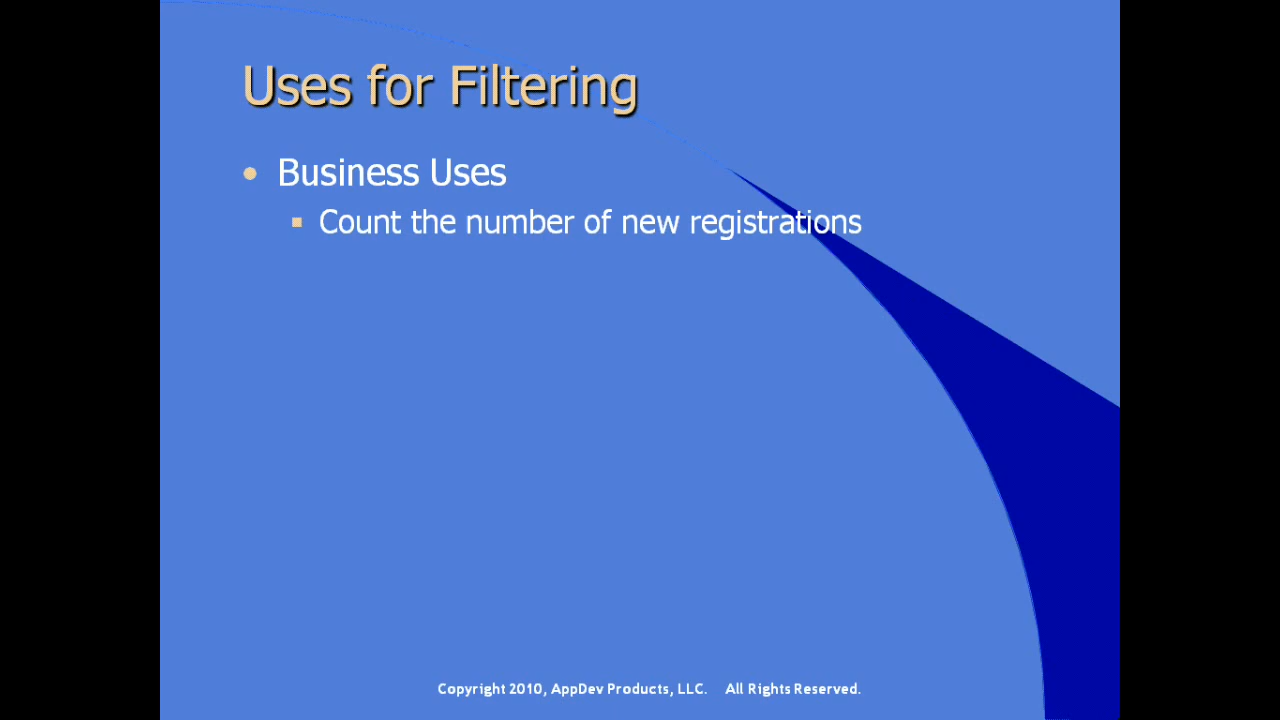 Uses for Filtering
Business Uses
Count the number of new registrations
Copyright 2010, AppDev Products, LLC. All Rights Reserved.